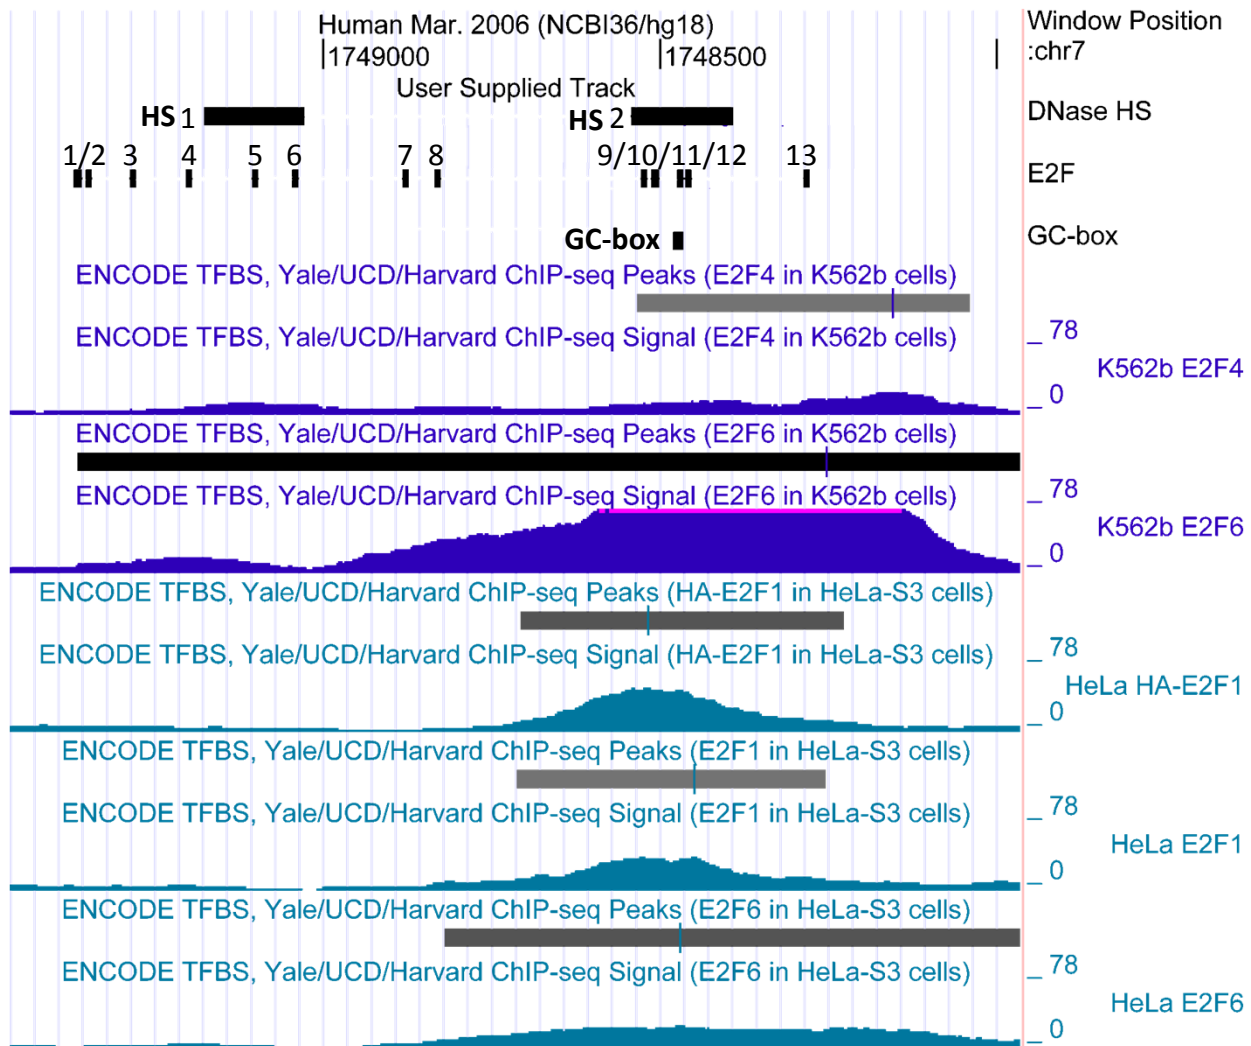 Human Mar. 2006 (NCBI36/hg18)
Window Position
|1749000 |1748500 |
:chr7
User Supplied Track
HS 1 HS 2
DNase HS
1/2 3 4 5 6 7 8 9/10/11/12 13
E2F
GC-box
GC-box
ENCODE TFBS, Yale/UCD/Harvard ChIP-seq Peaks (E2F4 in K562b cells)
ENCODE TFBS, Yale/UCD/Harvard ChIP-seq Signal (E2F4 in K562b cells)
_ 78
K562b E2F4
_ 0
ENCODE TFBS, Yale/UCD/Harvard ChIP-seq Peaks (E2F6 in K562b cells)
ENCODE TFBS, Yale/UCD/Harvard ChIP-seq Signal (E2F6 in K562b cells)
_ 78
K562b E2F6
_ 0
ENCODE TFBS, Yale/UCD/Harvard ChIP-seq Peaks (HA-E2F1 in HeLa-S3 cells)
ENCODE TFBS, Yale/UCD/Harvard ChIP-seq Signal (HA-E2F1 in HeLa-S3 cells)
_ 78
HeLa HA-E2F1
_ 0
ENCODE TFBS, Yale/UCD/Harvard ChIP-seq Peaks (E2F1 in HeLa-S3 cells)
ENCODE TFBS, Yale/UCD/Harvard ChIP-seq Signal (E2F1 in HeLa-S3 cells)
_ 78
HeLa E2F1
_ 0
ENCODE TFBS, Yale/UCD/Harvard ChIP-seq Peaks (E2F6 in HeLa-S3 cells)
ENCODE TFBS, Yale/UCD/Harvard ChIP-seq Signal (E2F6 in HeLa-S3 cells)
_ 78
HeLa E2F6
_ 0